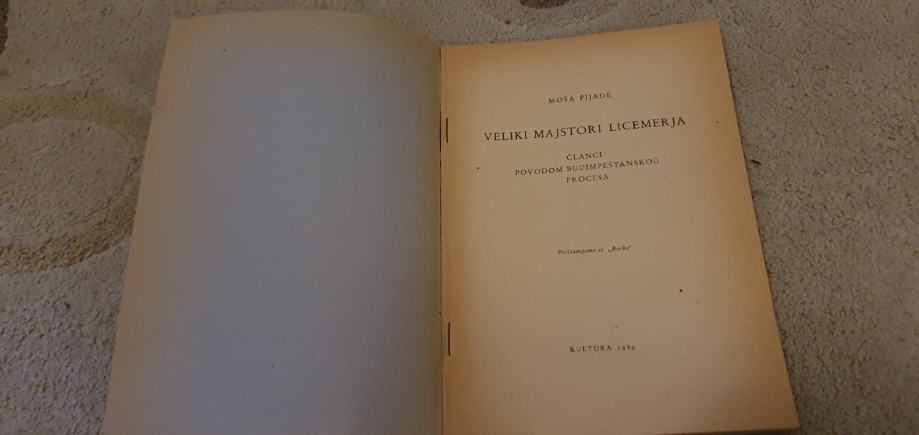 MOŠA PIJADE
VELIKI MAJSTORI LICEMERJA
ČLANCI
POVODOM BUDIMPEŠTANSKOG
PROCESA
Preštampano iz „Borbe"
KULTURA 1949